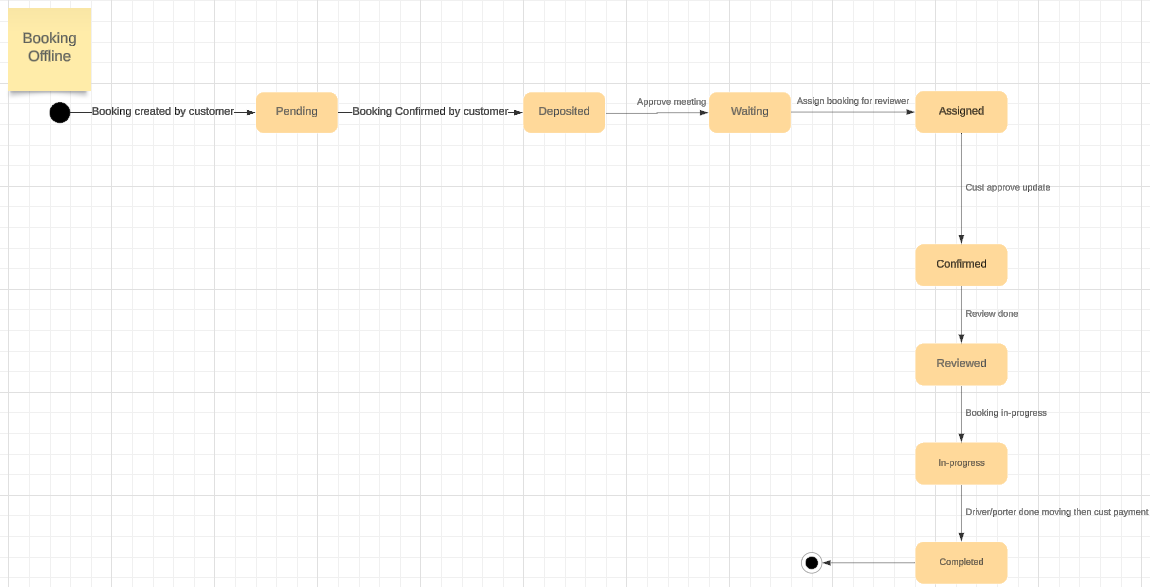 Booking
Offline
Booking created by customer
Pending
Booking Confirmed by customer
Deposited
Approve meeting
Waiting
Assign booking for reviewer
Assigned
Cust approve update
Confirmed
Review done
Reviewed
Booking in-progress
In-progress
Driver/porter done moving then cust payment
Completed